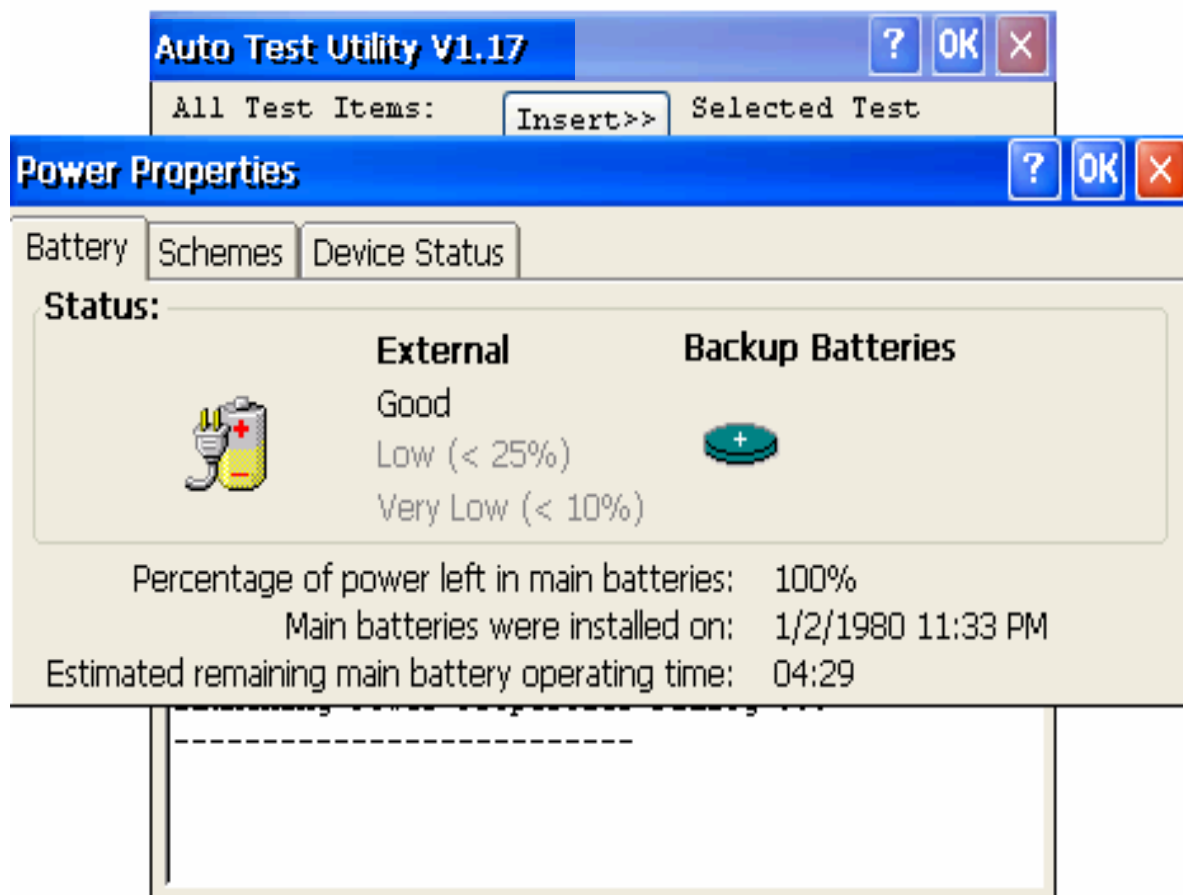 Auto Test Utility V1.17 ? OK ×
All Test Items: Insert>> Selected Test
Power Properties ? OK ×
Battery Schemes Device Status
Status:
External Backup Batteries
Good
Low (< 25%)
Very Low (< 10%)
Percentage of power left in main batteries: 100%
Main batteries were installed on: 1/2/1980 11:33 PM
Estimated remaining main battery operating time: 04:29
--------------------------